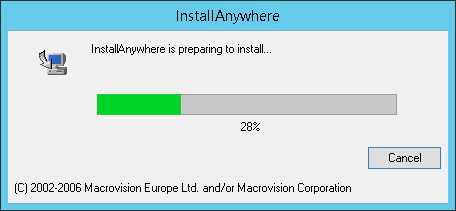 InstallAnywhere
InstallAnywhere is preparing to install...
28%
Cancel
(C) 2002-2006 Macrovision Europe Ltd. and/or Macrovision Corporation